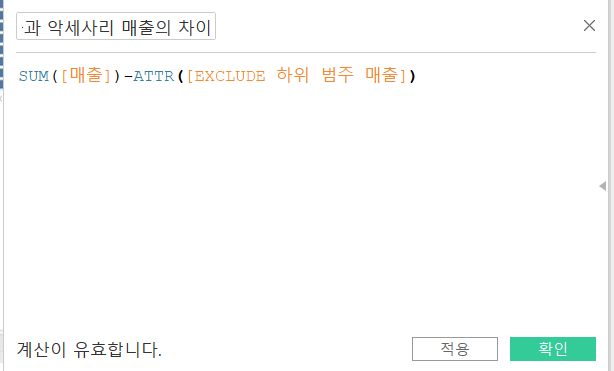 과 악세사리 매출의 차이
SUM([매출])-ATTR([EXCLUDE 하위 범주 매출])
계산이 유효합니다.
적용
확인